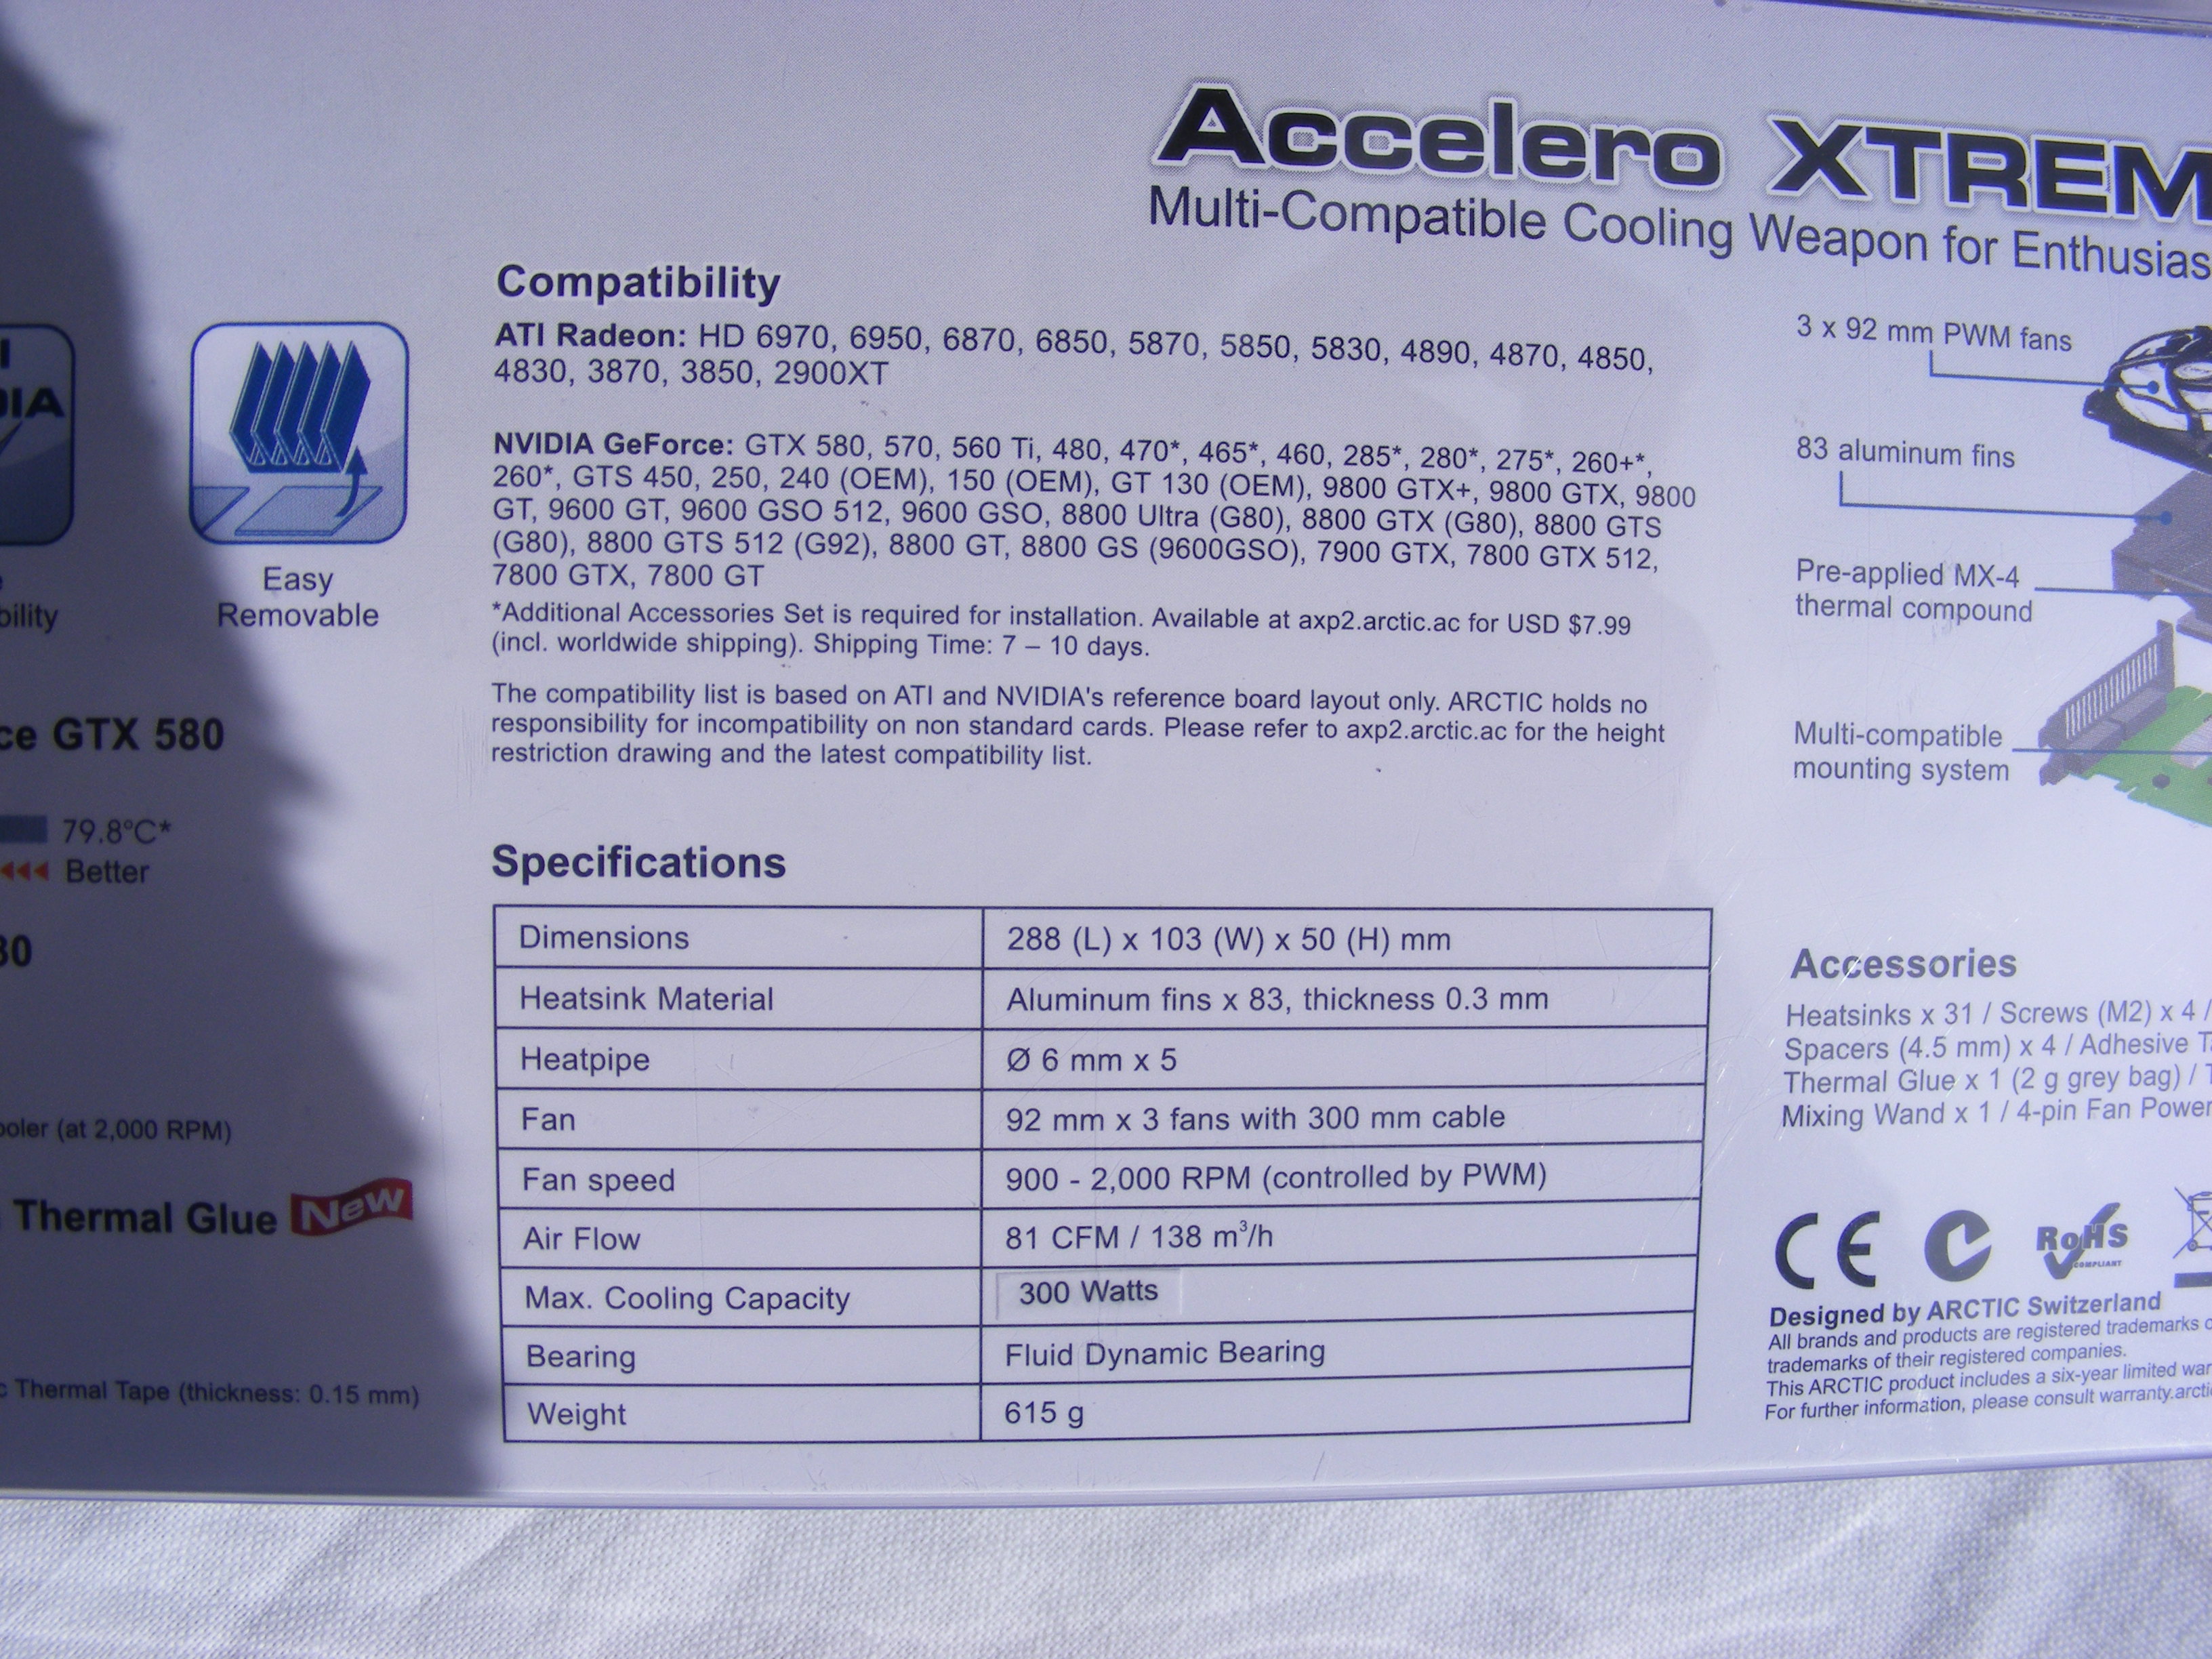 Accelero XTREM
Multi-Compatible Cooling Weapon for Enthusias
Compatibility
ATI Radeon: HD 6970, 6950, 6870, 6850, 5870, 5850, 5830, 4890, 4870, 4850,
4830, 3870, 3850, 2900XT
NVIDIA GeForce: GTX 580, 570, 560 Ti, 480, 470*, 465*, 460, 285*, 280*, 275*, 260+*,
260*, GTS 450, 250, 240 (OEM), 150 (OEM), GT 130 (OEM), 9800 GTX+, 9800 GTX, 9800
GT, 9600 GT, 9600 GSO 512, 9600 GSO, 8800 Ultra (G80), 8800 GTX (G80), 8800 GTS
(G80), 8800 GTS 512 (G92), 8800 GT, 8800 GS (9600GSO), 7900 GTX, 7800 GTX 512,
7800 GTX, 7800 GT
*Additional Accessories Set is required for installation. Available at axp2.arctic.ac for USD $7.99
(incl. worldwide shipping). Shipping Time: 7 – 10 days.
The compatibility list is based on ATI and NVIDIA's reference board layout only. ARCTIC holds no
responsibility for incompatibility on non standard cards. Please refer to axp2.arctic.ac for the height
restriction drawing and the latest compatibility list.
Specifications
Dimensions 288 (L) x 103 (W) x 50 (H) mm
Heatsink Material Aluminum fins x 83, thickness 0.3 mm
Heatpipe Ø 6 mm x 5
Fan 92 mm x 3 fans with 300 mm cable
Fan speed 900 - 2,000 RPM (controlled by PWM)
Air Flow 81 CFM / 138 m³/h
Max. Cooling Capacity 300 Watts
Bearing Fluid Dynamic Bearing
Weight 615 g
DIA
Easy
Removable
bility
ce GTX 580
79.8°C*
Better
80
ooler (at 2,000 RPM)
Thermal Glue New
c Thermal Tape (thickness: 0.15 mm)
3 x 92 mm PWM fans
83 aluminum fins
Pre-applied MX-4
thermal compound
Multi-compatible
mounting system
Accessories
Heatsinks x 31 / Screws (M2) x 4 /
Spacers (4.5 mm) x 4 / Adhesive T
Thermal Glue x 1 (2 g grey bag) / T
Mixing Wand x 1 / 4-pin Fan Power
CE
RoHS
COMPLIANT
Designed by ARCTIC Switzerland
All brands and products are registered trademarks o
trademarks of their registered companies.
This ARCTIC product includes a six-year limited war
For further information, please consult warranty.arcti